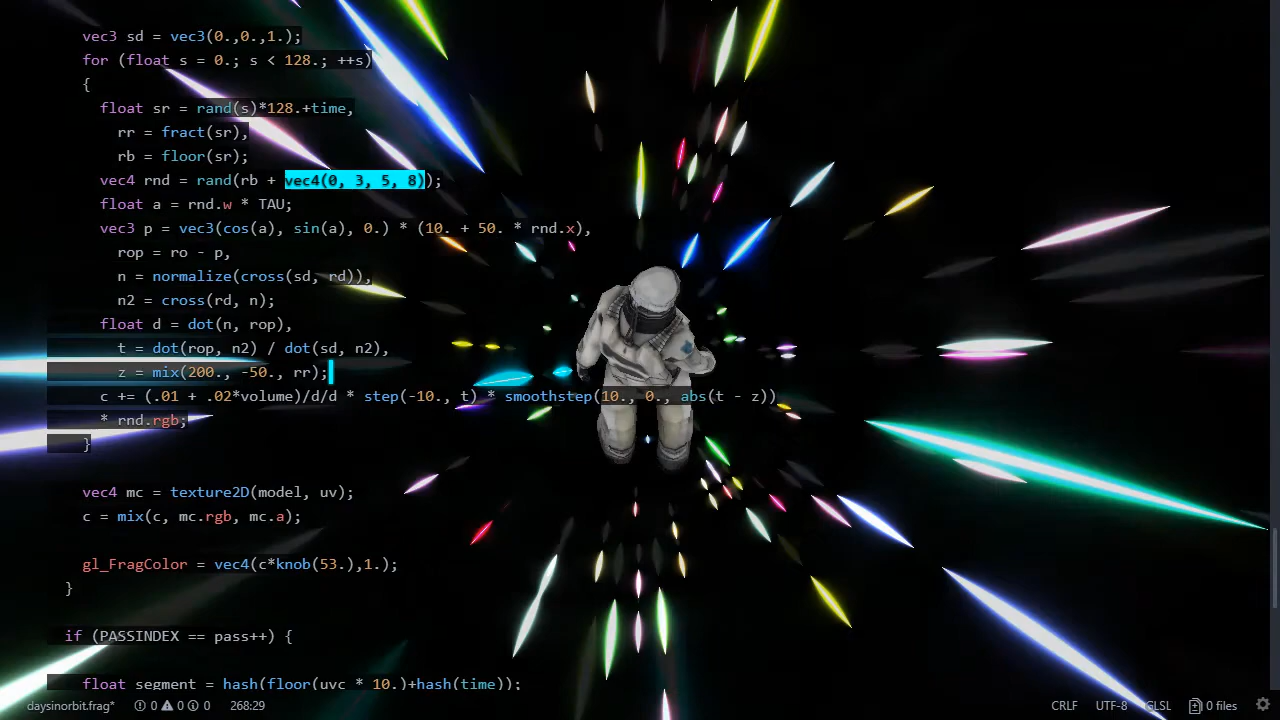 vec3 sd = vec3(0.,0.,1.);
for (float s = 0.; s < 128.; ++s)
{
float sr = rand(s)*128.+time,
rr = fract(sr),
rb = floor(sr);
vec4 rnd = rand(rb + vec4(0, 3, 5, 8));
float a = rnd.w * TAU;
vec3 p = vec3(cos(a), sin(a), 0.) * (10. + 50. * rnd.x),
rop = ro - p,
n = normalize(cross(sd, rd)),
n2 = cross(rd, n);
float d = dot(n, rop),
t = dot(rop, n2) / dot(sd, n2),
z = mix(200., -50., rr);
c += (.01 + .02*volume)/d/d * step(-10., t) * smoothstep(10., 0., abs(t - z))
* rnd.rgb;
}
vec4 mc = texture2D(model, uv);
c = mix(c, mc.rgb, mc.a);
gl_FragColor = vec4(c*knob(53.),1.);
}
if (PASSINDEX == pass++) {
float segment = hash(floor(uvc * 10.)+hash(time));
daysinorbit.frag* 0 0 0 268:29 CRLF UTF-8 GLSL 0 files